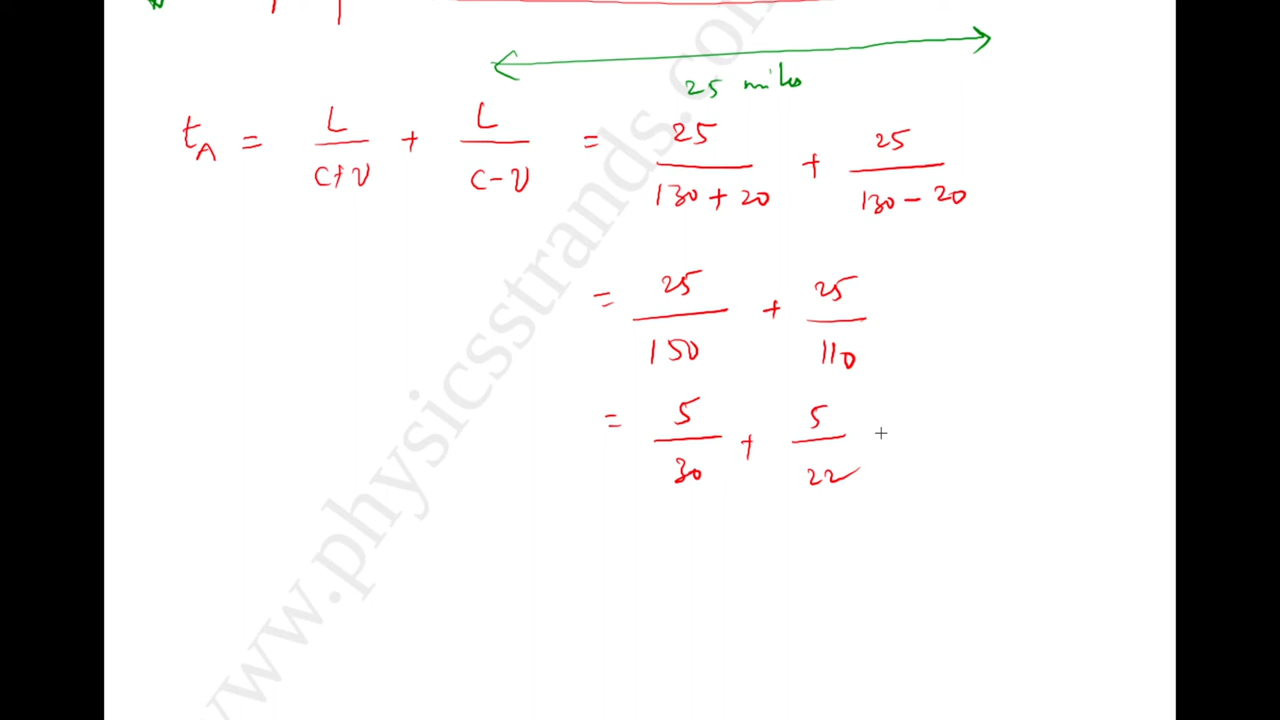 25 miles
t_A = L/(c+v) + L/(c-v) = 25/(130+20) + 25/(130-20)
= 25/150 + 25/110
= 5/30 + 5/22
www.physicsstrands.com